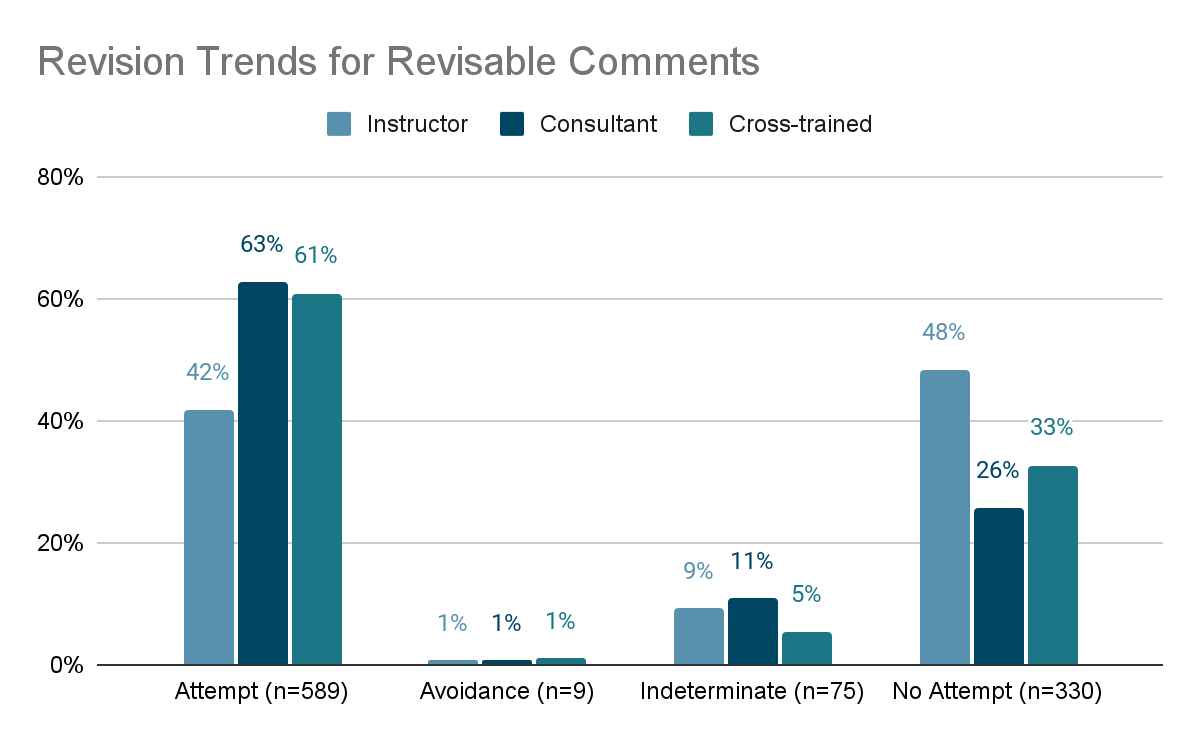 Revision Trends for Revisable Comments
Instructor Consultant Cross-trained
80%
60%
40%
20%
0%
42% 63% 61%
1% 1% 1%
9% 11% 5%
48% 26% 33%
Attempt (n=589) Avoidance (n=9) Indeterminate (n=75) No Attempt (n=330)